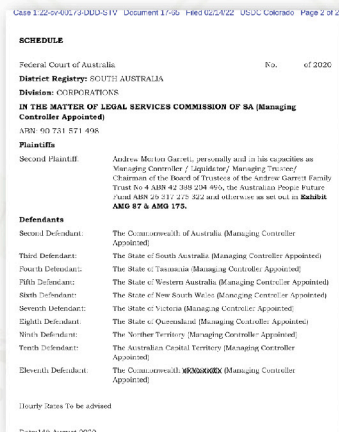 Case 1:22-cv-00173-DDD-STV Document 17-65 Filed 02/14/22 USDC Colorado Page 2 of 2
SCHEDULE
Federal Court of Australia No. of 2020
District Registry: SOUTH AUSTRALIA
Division: CORPORATIONS
IN THE MATTER OF LEGAL SERVICES COMMISSION OF SA (Managing
Controller Appointed)
ABN: 90 731 571 498
Plaintiffs
Second Plaintiff: Andrew Morton Garrett, personally and in his capacities as
Managing Controller / Liquidator/ Managing Trustee/
Chairman of the Board of Trustees of the Andrew Garrett Family
Trust No 4 ABN 42 388 204 496, the Australian People Future
Fund ABN 26 317 275 322 and otherwise as set out in Exhibit
AMG 87 & AMG 175.
Defendants
Second Defendant: The Commonwealth of Australia (Managing Controller
Appointed)
Third Defendant: The State of South Australia (Managing Controller Appointed)
Fourth Defendant: The State of Tasmania (Managing Controller Appointed)
Fifth Defendant: The State of Western Australia (Managing Controller Appointed)
Sixth Defendant: The State of New South Wales (Managing Controller Appointed)
Seventh Defendant: The State of Victoria (Managing Controller Appointed)
Eighth Defendant: The State of Queensland (Managing Controller Appointed)
Ninth Defendant: The Norther Territory (Managing Controller Appointed)
Tenth Defendant: The Australian Capital Territory (Managing Controller
Appointed)
Eleventh Defendant: The Commonwealth (Managing Controller
Appointed)
Hourly Rates To be advised
August 2020